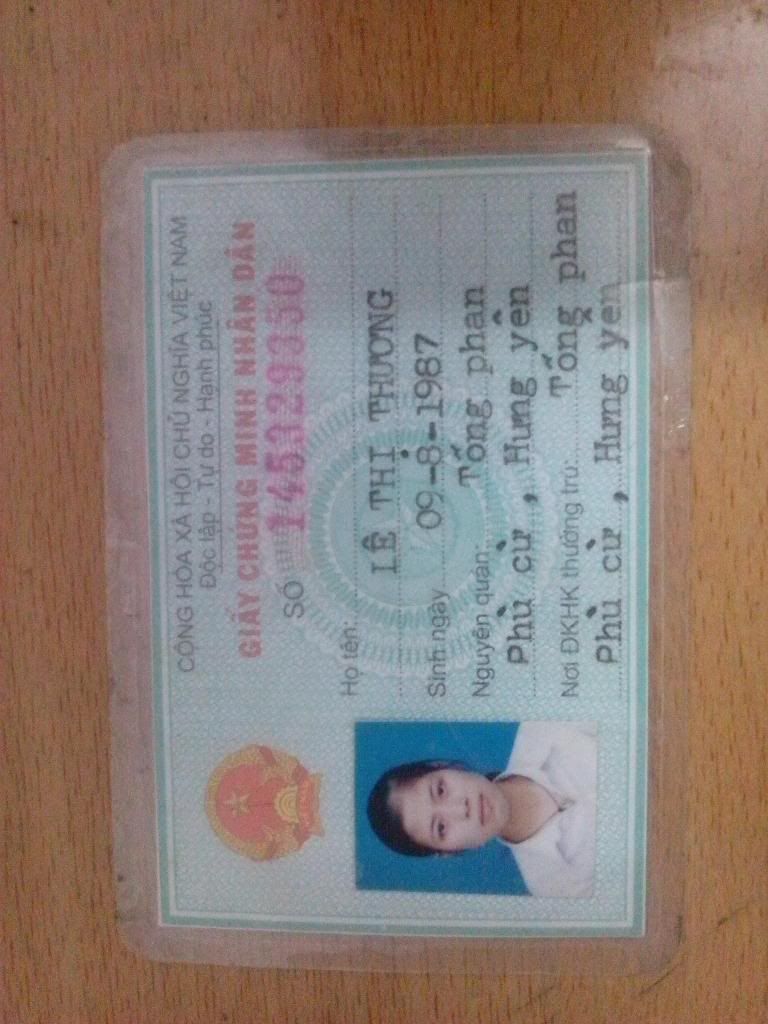 CỘNG HÒA XÃ HỘI CHỦ NGHĨA VIỆT NAM
Độc lập - Tự do - Hạnh phúc
GIẤY CHỨNG MINH NHÂN DÂN
SỐ 145329350
Họ tên:
LÊ THỊ THƯƠNG
Sinh ngày 09-8-1987
Nguyên quán: Tống phan
Phù cừ , Hưng yên
Nơi ĐKHK thường trú: Tống phan
Phù cừ , Hưng yên